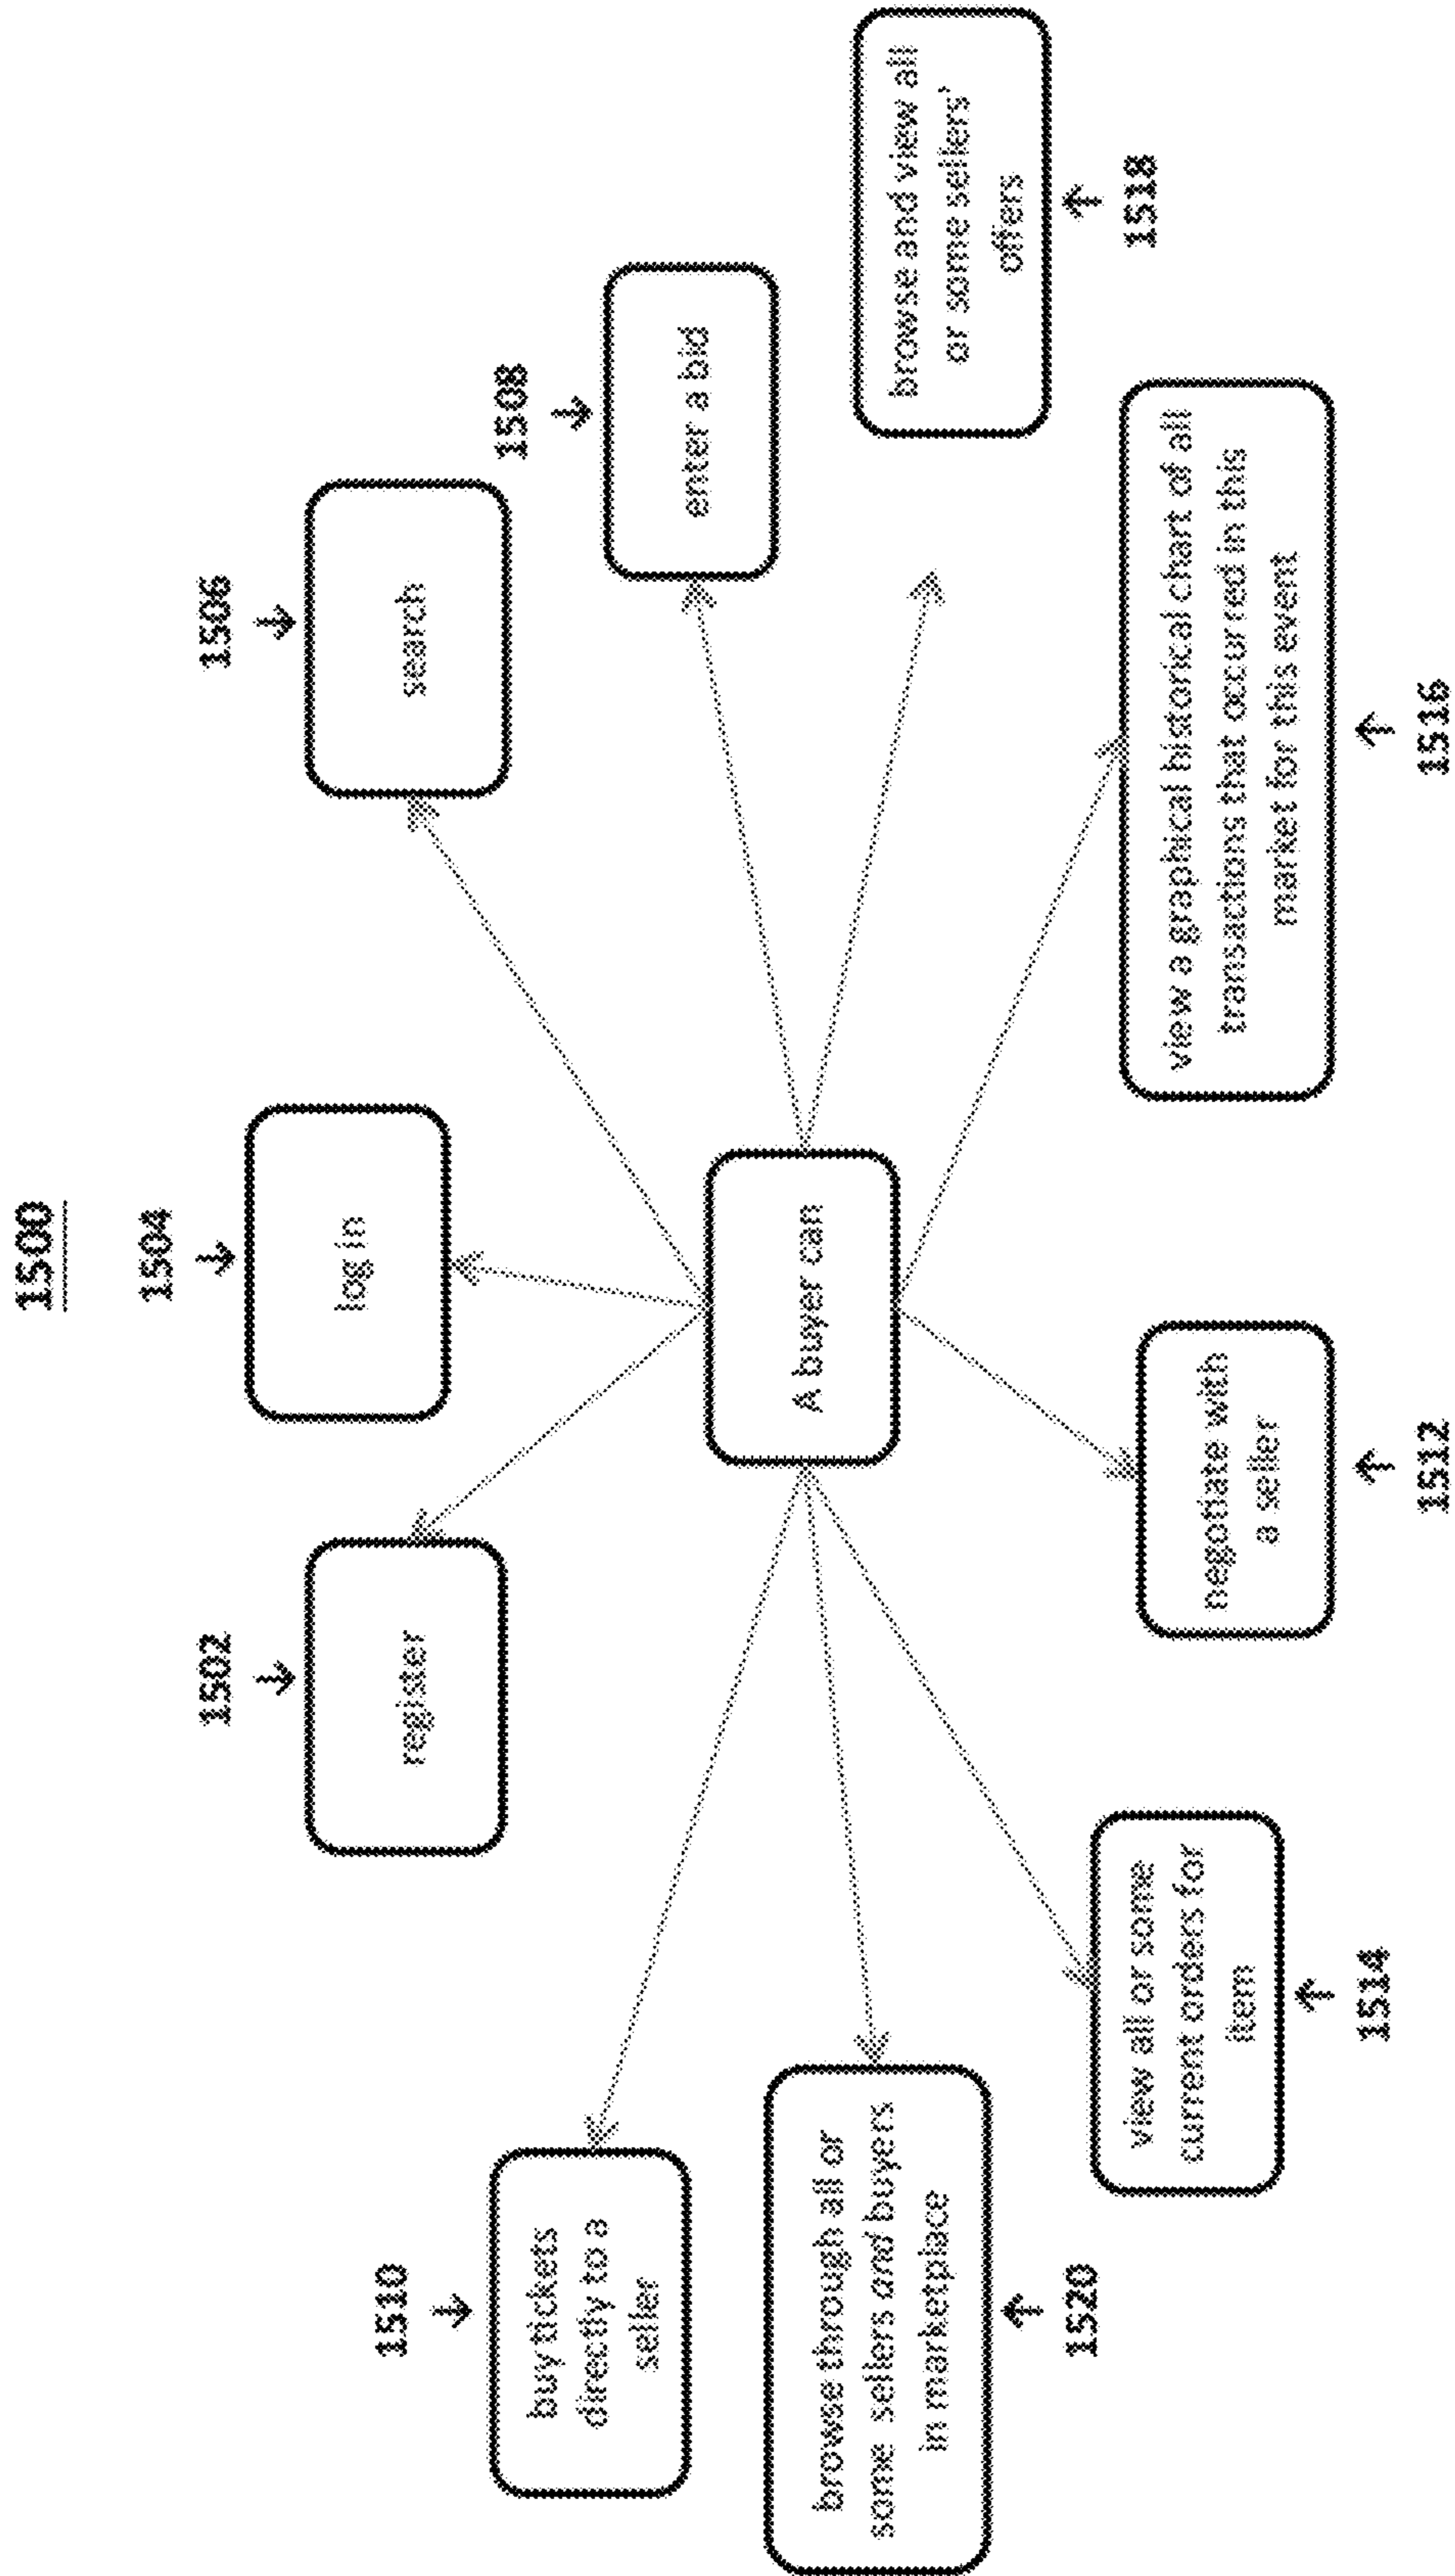 1500
1504
log in
1502
register
1506
search
1508
enter a bid
1510
buy tickets
directly to a
seller
A buyer can
browse through all or
some sellers and buyers
in marketplace
1520
browse and view all
or some sellers'
offers
1518
view all or some
current orders for
item
1514
negotiate with
a seller
1512
view a graphical historical chart of all
transactions that occurred in this
market for this event
1516